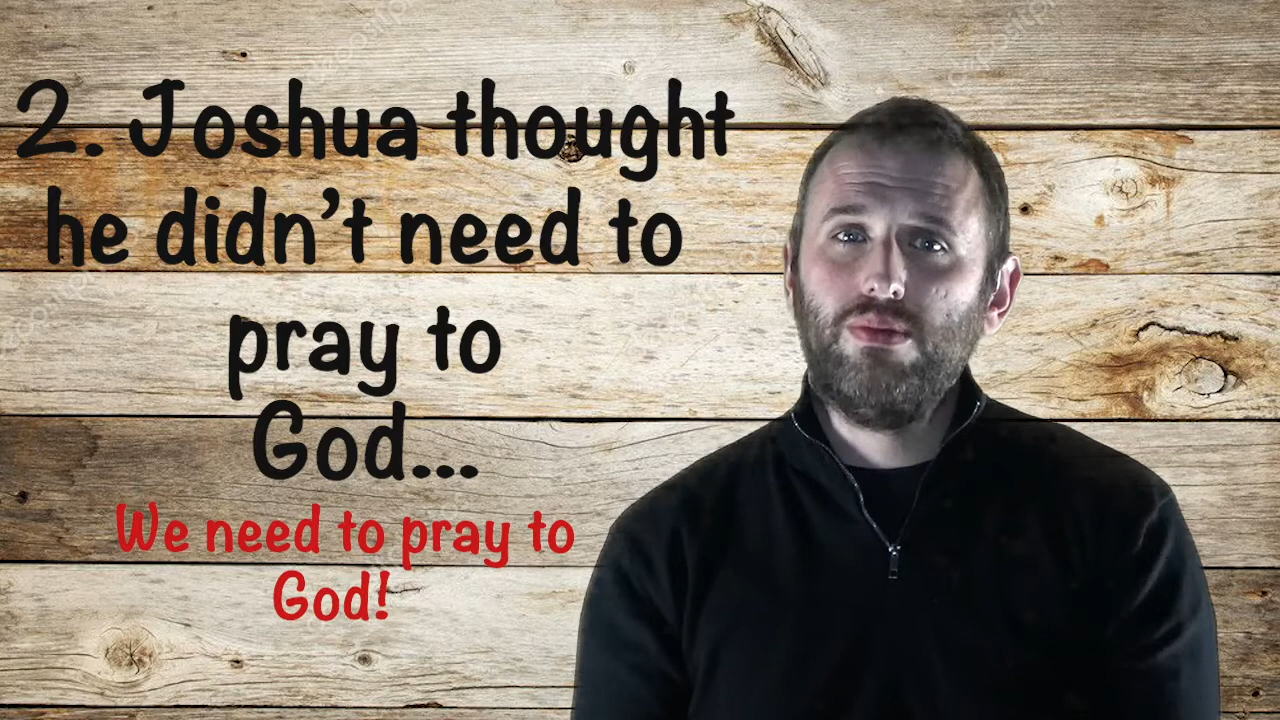 2. Joshua thought
he didn't need to
pray to
God...
We need to pray to
God!